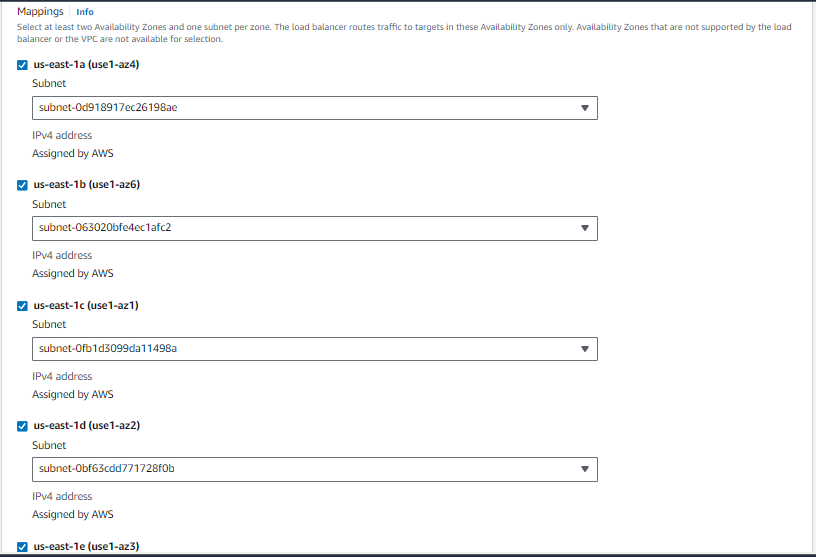 Mappings Info
Select at least two Availability Zones and one subnet per zone. The load balancer routes traffic to targets in these Availability Zones only. Availability Zones that are not supported by the load
balancer or the VPC are not available for selection.
us-east-1a (use1-az4)
Subnet
subnet-0d918917ec26198ae
IPv4 address
Assigned by AWS
us-east-1b (use1-az6)
Subnet
subnet-063020bfe4ec1afc2
IPv4 address
Assigned by AWS
us-east-1c (use1-az1)
Subnet
subnet-0fb1d3099da11498a
IPv4 address
Assigned by AWS
us-east-1d (use1-az2)
Subnet
subnet-0bf63cdd771728f0b
IPv4 address
Assigned by AWS
us-east-1e (use1-az3)